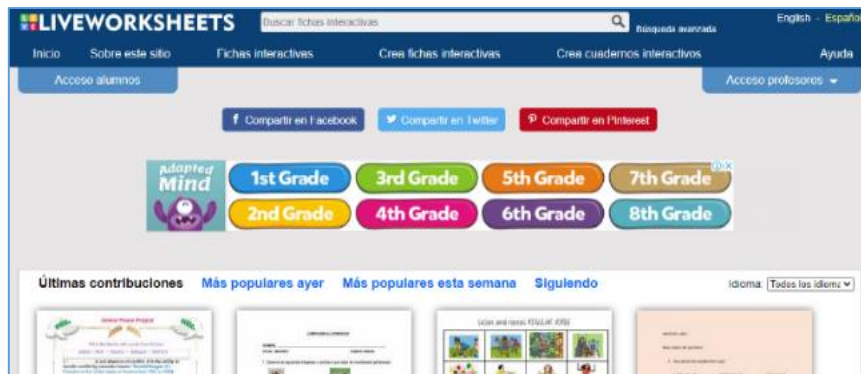 LIVEWORKSHEETS
Buscar fichas interactivas
Búsqueda avanzada
English - Español
Inicio Sobre este sitio Fichas interactivas Crea fichas interactivas Crea cuadernos interactivos Ayuda
Acceso alumnos Acceso profesores
Compartir en Facebook Compartir en Twitter Compartir en Pinterest
Adapted Mind
1st Grade 3rd Grade 5th Grade 7th Grade
2nd Grade 4th Grade 6th Grade 8th Grade
Últimas contribuciones Más populares ayer Más populares esta semana Siguiendo Idioma: Todos los idioma